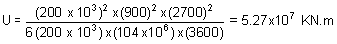 U = (200 x 10³)² x (900)² x (2700)² / 6 (200 x 10³) x (104 x 10⁶) x (3600) = 5.27x10⁷ KN.m